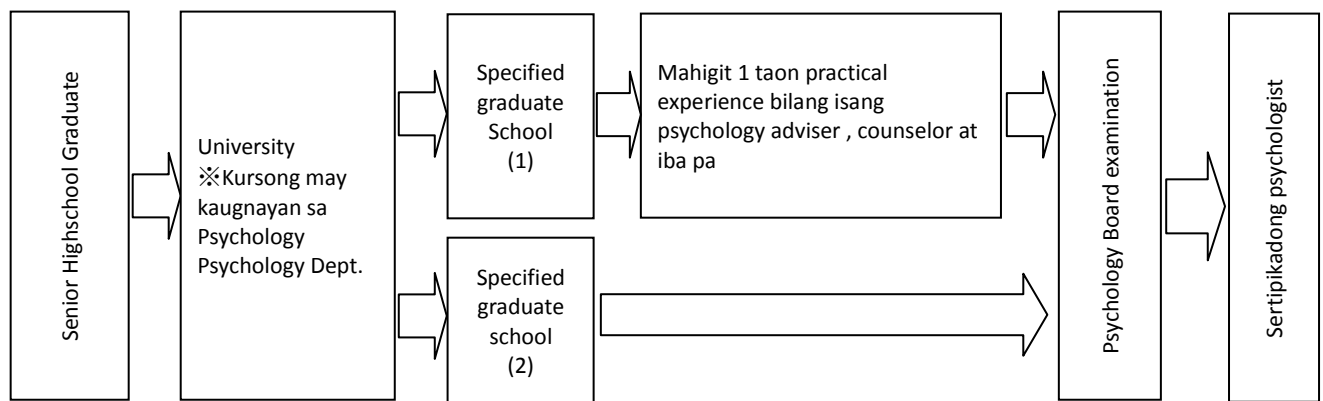 Senior Highschool Graduate
University
※Kursong may
kaugnayan sa
Psychology
Psychology Dept.
Specified
graduate
School
(1)
Mahigit 1 taon practical
experience bilang isang
psychology adviser , counselor at
iba pa
Specified
graduate
school
(2)
Psychology Board examination
Sertipikadong psychologist